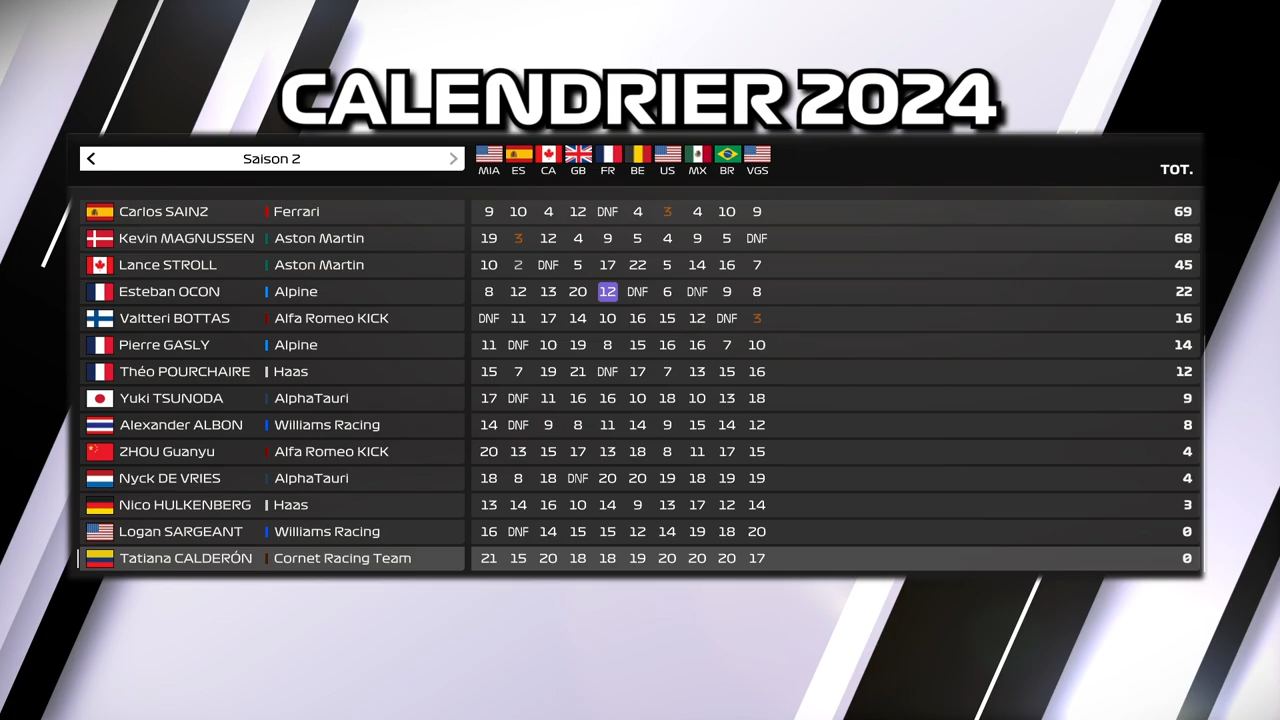 CALENDRIER 2024
Saison 2 MIA ES CA GB FR BE US MX BR VGS TOT.
Carlos SAINZ Ferrari 9 10 4 12 DNF 4 3 4 10 9 69
Kevin MAGNUSSEN Aston Martin 19 3 12 4 9 5 4 9 5 DNF 68
Lance STROLL Aston Martin 10 2 DNF 5 17 22 5 14 16 7 45
Esteban OCON Alpine 8 12 13 20 12 DNF 6 DNF 9 8 22
Valtteri BOTTAS Alfa Romeo KICK DNF 11 17 14 10 16 15 12 DNF 3 16
Pierre GASLY Alpine 11 DNF 10 19 8 15 16 16 7 10 14
Théo POURCHAIRE Haas 15 7 19 21 DNF 17 7 13 15 16 12
Yuki TSUNODA AlphaTauri 17 DNF 11 16 16 10 18 10 13 18 9
Alexander ALBON Williams Racing 14 DNF 9 8 11 14 9 15 14 12 8
ZHOU Guanyu Alfa Romeo KICK 20 13 15 17 13 18 8 11 17 15 4
Nyck DE VRIES AlphaTauri 18 8 18 DNF 20 20 19 18 19 19 4
Nico HULKENBERG Haas 13 14 16 10 14 9 13 17 12 14 3
Logan SARGEANT Williams Racing 16 DNF 14 15 15 12 14 19 18 20 0
Tatiana CALDERÓN Cornet Racing Team 21 15 20 18 18 19 20 20 20 17 0